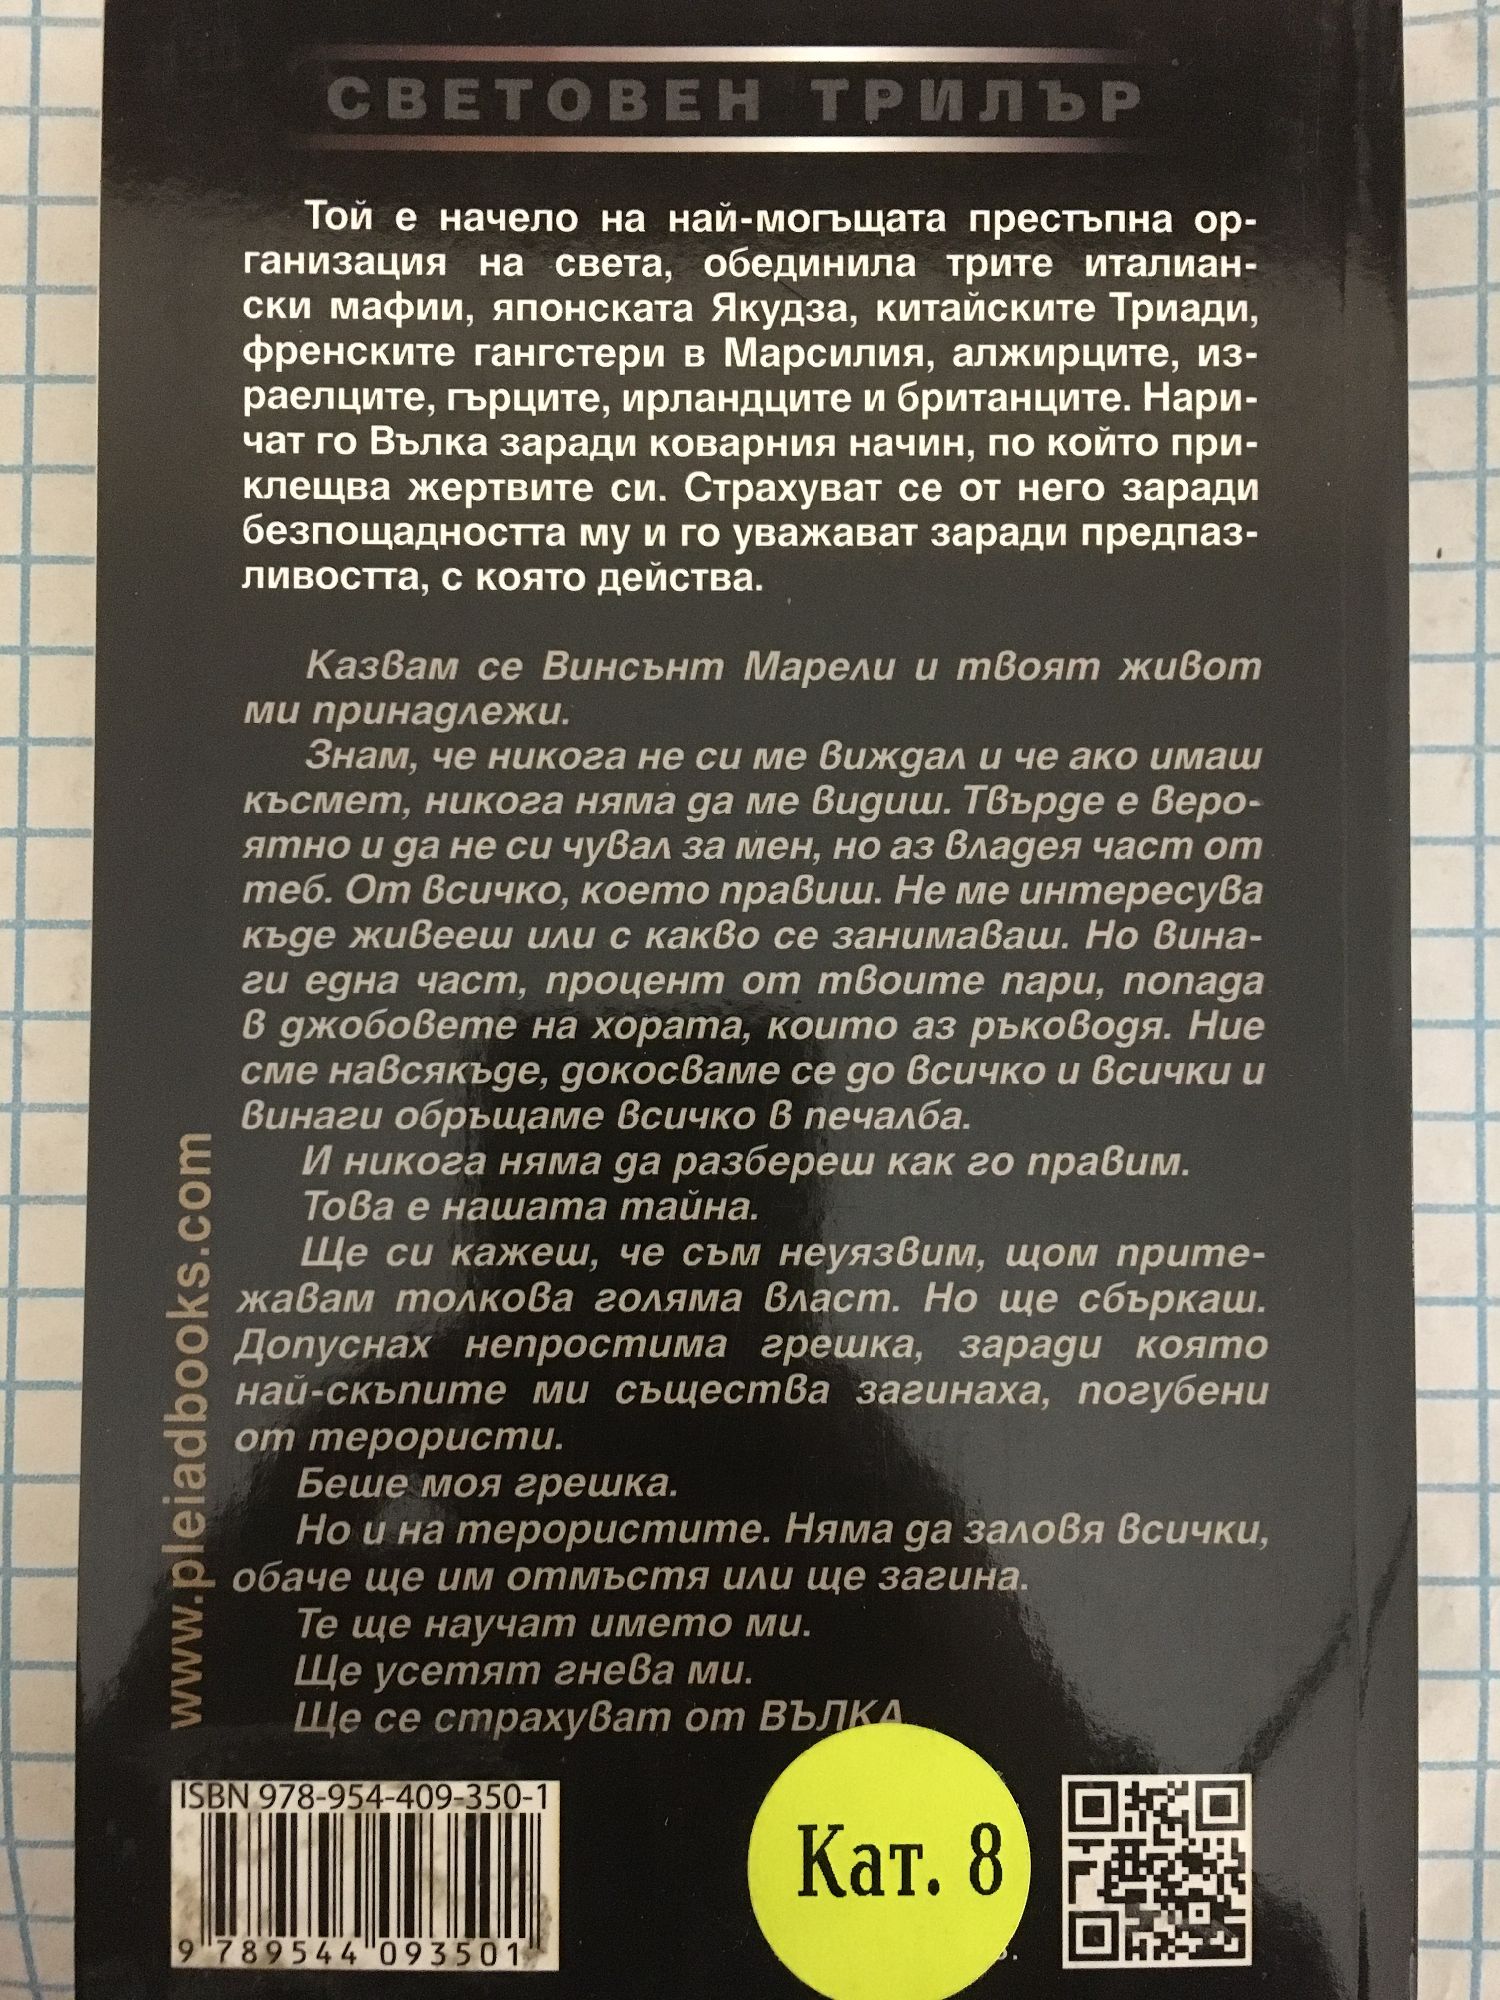 СВЕТОВЕН ТРИЛЪР
Той е начело на най-могъщата престъпна ор-
ганизация на света, обединила трите италиан-
ски мафии, японската Якудза, китайските Триади,
френските гангстери в Марсилия, алжирците, из-
раелците, гърците, ирландците и британците. Нари-
чат го Вълка заради коварния начин, по който при-
клещва жертвите си. Страхуват се от него заради
безпощадността му и го уважават заради предпаз-
ливостта, с която действа.
Казвам се Винсънт Марели и твоят живот
ми принадлежи.
Знам, че никога не си ме виждал и че ако имаш
късмет, никога няма да ме видиш. Твърде е веро-
ятно и да не си чувал за мен, но аз владея част от
теб. От всичко, което правиш. Не ме интересува
къде живееш или с какво се занимаваш. Но вина-
ги една част, процент от твоите пари, попада
в джобовете на хората, които аз ръководя. Ние
сме навсякъде, докосваме се до всичко и всички и
винаги обръщаме всичко в печалба.
И никога няма да разбереш как го правим.
Това е нашата тайна.
Ще си кажеш, че съм неуязвим, щом прите-
жавам толкова голяма власт. Но ще сбъркаш.
Допуснах непростима грешка, заради която
най-скъпите ми същества загинаха, погубени
от терористи.
Беше моя грешка.
Но и на терористите. Няма да заловя всички,
обаче ще им отмъстя или ще загина.
Те ще научат името ми.
Ще усетят гнева ми.
Ще се страхуват от ВЪЛКА
www.pleiadbooks.com
ISBN 978-954-409-350-1
9 789544 093501
Кат. 8